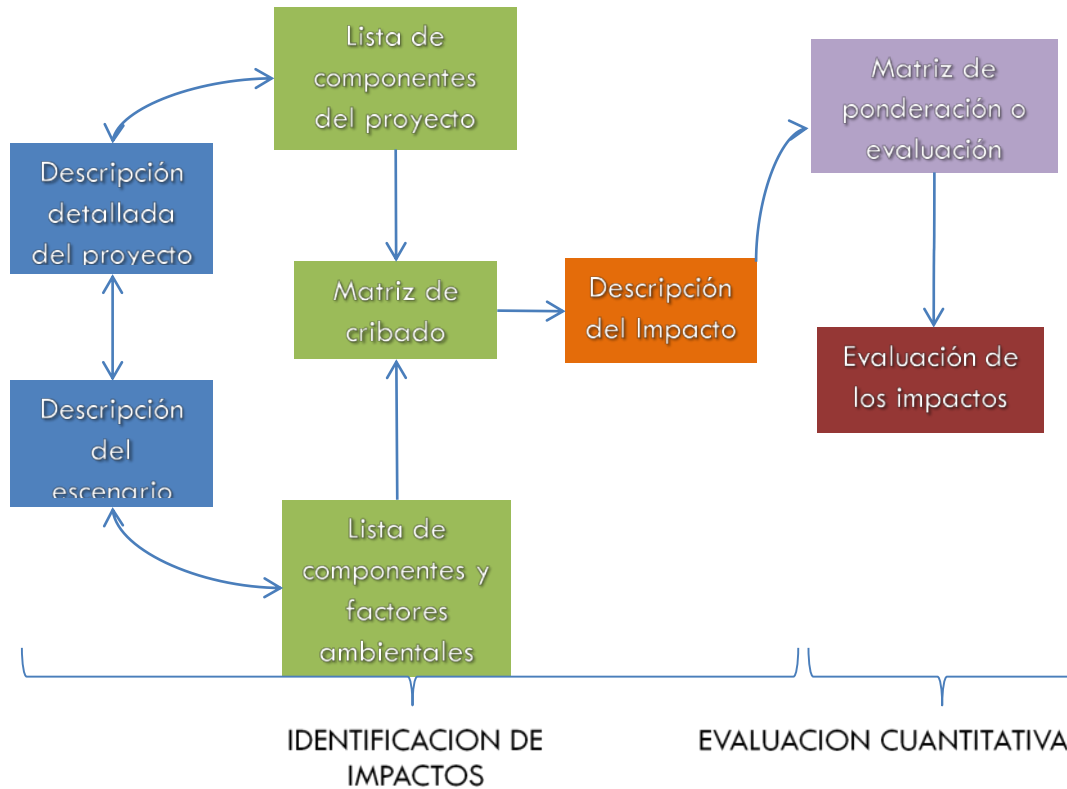 Lista de
componentes
del proyecto
Matriz de
ponderación o
evaluación
Descripción
detallada
del proyecto
Matriz de
cribado
Descripción
del Impacto
Evaluación de
los impactos
Descripción
del
escenario
Lista de
componentes y
factores
ambientales
IDENTIFICACION DE
IMPACTOS
EVALUACION CUANTITATIVA